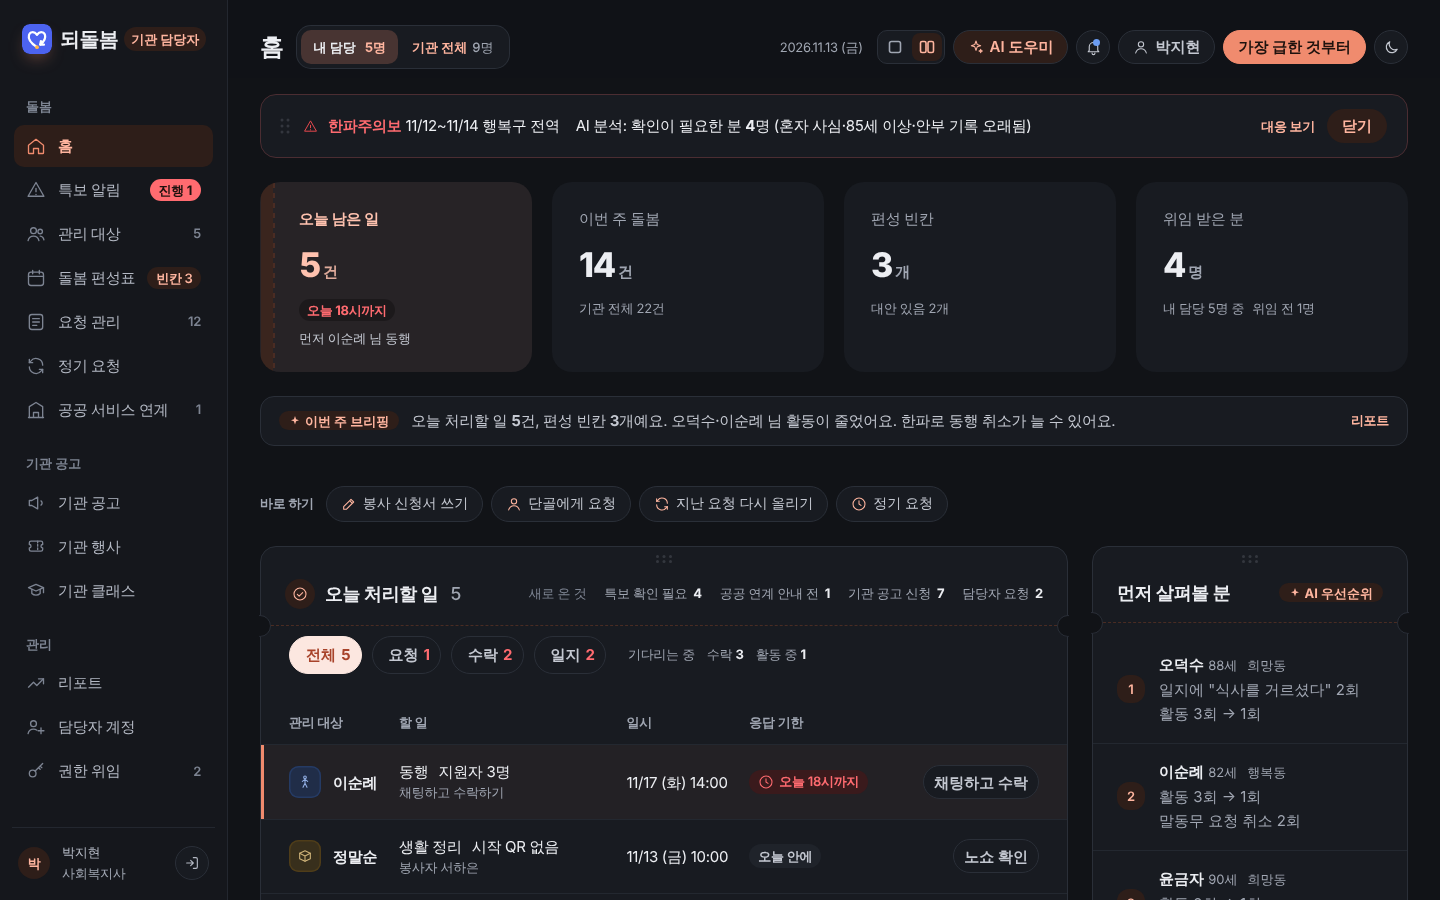 되돌봄 기관 담당자
돌봄
홈
특보 알림 진행 1
관리 대상 5
돌봄 편성표 빈칸 3
요청 관리 12
정기 요청
공공 서비스 연계 1
기관 공고
기관 공고
기관 행사
기관 클래스
관리
리포트
담당자 계정
권한 위임 2
박 박지현
사회복지사
홈 내 담당 5명 기관 전체 9명
2026.11.13 (금) AI 도우미 박지현 가장 급한 것부터
한파주의보 11/12~11/14 행복구 전역 AI 분석: 확인이 필요한 분 4명 (혼자 사심·85세 이상·안부 기록 오래됨) 대응 보기 닫기
오늘 남은 일
5건
오늘 18시까지
먼저 이순례 님 동행
이번 주 돌봄
14건
기관 전체 22건
편성 빈칸
3개
대안 있음 2개
위임 받은 분
4명
내 담당 5명 중 위임 전 1명
이번 주 브리핑 오늘 처리할 일 5건, 편성 빈칸 3개예요. 오덕수·이순례 님 활동이 줄었어요. 한파로 동행 취소가 늘 수 있어요. 리포트
바로 하기 봉사 신청서 쓰기 단골에게 요청 지난 요청 다시 올리기 정기 요청
오늘 처리할 일 5 새로 온 것 특보 확인 필요 4 공공 연계 안내 전 1 기관 공고 신청 7 담당자 요청 2
전체 5 요청 1 수락 2 일지 2 기다리는 중 수락 3 활동 중 1
관리 대상 할 일 일시 응답 기한
이순례 동행 지원자 3명 11/17 (화) 14:00 오늘 18시까지 채팅하고 수락
채팅하고 수락하기
정말순 생활 정리 시작 QR 없음 11/13 (금) 10:00 오늘 안에 노쇼 확인
봉사자 서하은
먼저 살펴볼 분 AI 우선순위
1 오덕수 88세 희망동
일지에 "식사를 거르셨다" 2회
활동 3회 → 1회
2 이순례 82세 행복동
활동 3회 → 1회
말동무 요청 취소 2회
윤금자 90세 희망동